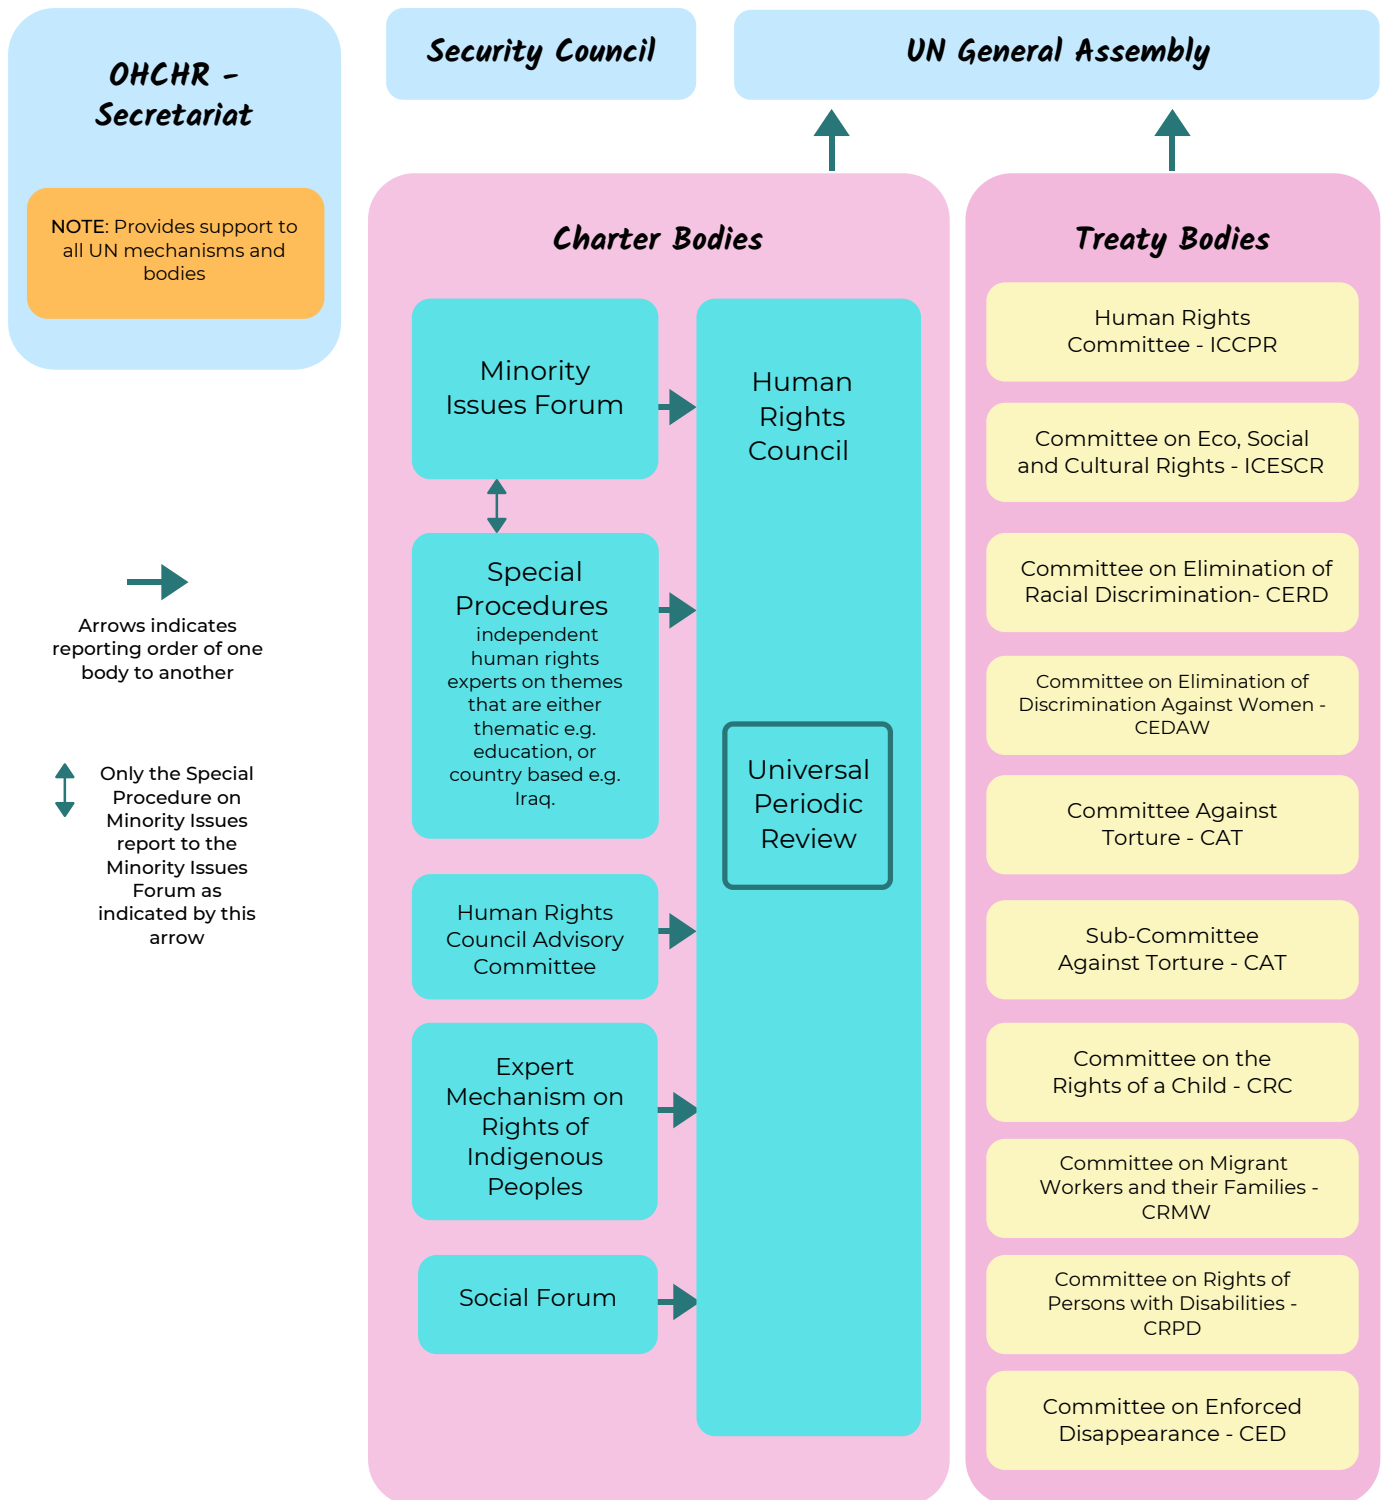 OHCHR -
Secretariat
NOTE: Provides support to
all UN mechanisms and
bodies
Security Council
UN General Assembly
Arrows indicates
reporting order of one
body to another
Only the Special
Procedure on
Minority Issues
report to the
Minority Issues
Forum as
indicated by this
arrow
Charter Bodies
Minority
Issues Forum
Special
Procedures
independent
human rights
experts on themes
that are either
thematic e.g.
education, or
country based e.g.
Iraq.
Human Rights
Council Advisory
Committee
Expert
Mechanism on
Rights of
Indigenous
Peoples
Social Forum
Human
Rights
Council
Universal
Periodic
Review
Treaty Bodies
Human Rights
Committee - ICCPR
Committee on Eco, Social
and Cultural Rights - ICESCR
Committee on Elimination of
Racial Discrimination- CERD
Committee on Elimination of
Discrimination Against Women -
CEDAW
Committee Against
Torture - CAT
Sub-Committee
Against Torture - CAT
Committee on the
Rights of a Child - CRC
Committee on Migrant
Workers and their Families -
CRMW
Committee on Rights of
Persons with Disabilities -
CRPD
Committee on Enforced
Disappearance - CED